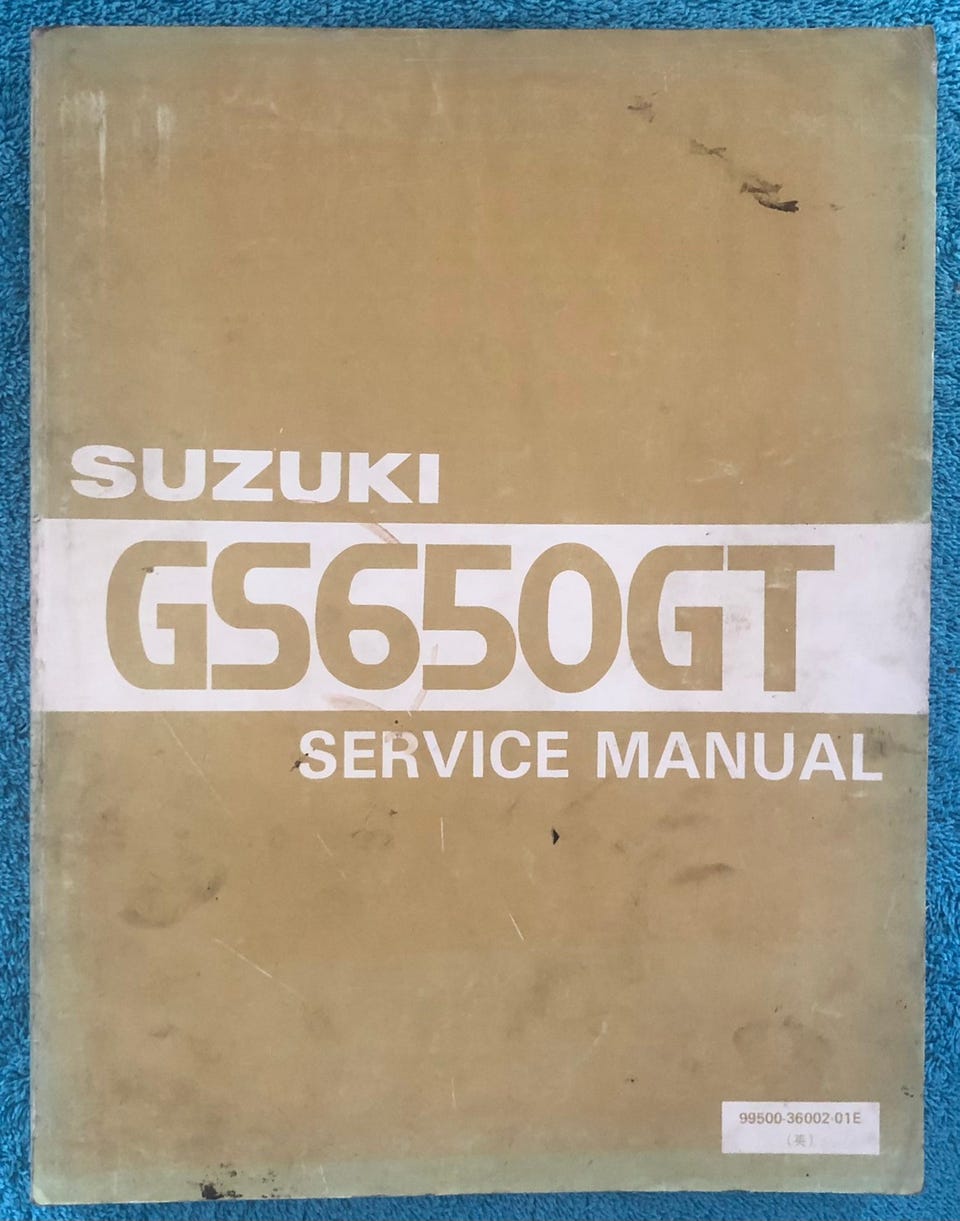 SUZUKI
GS650GT
SERVICE MANUAL
99500-36002-01E
(英)